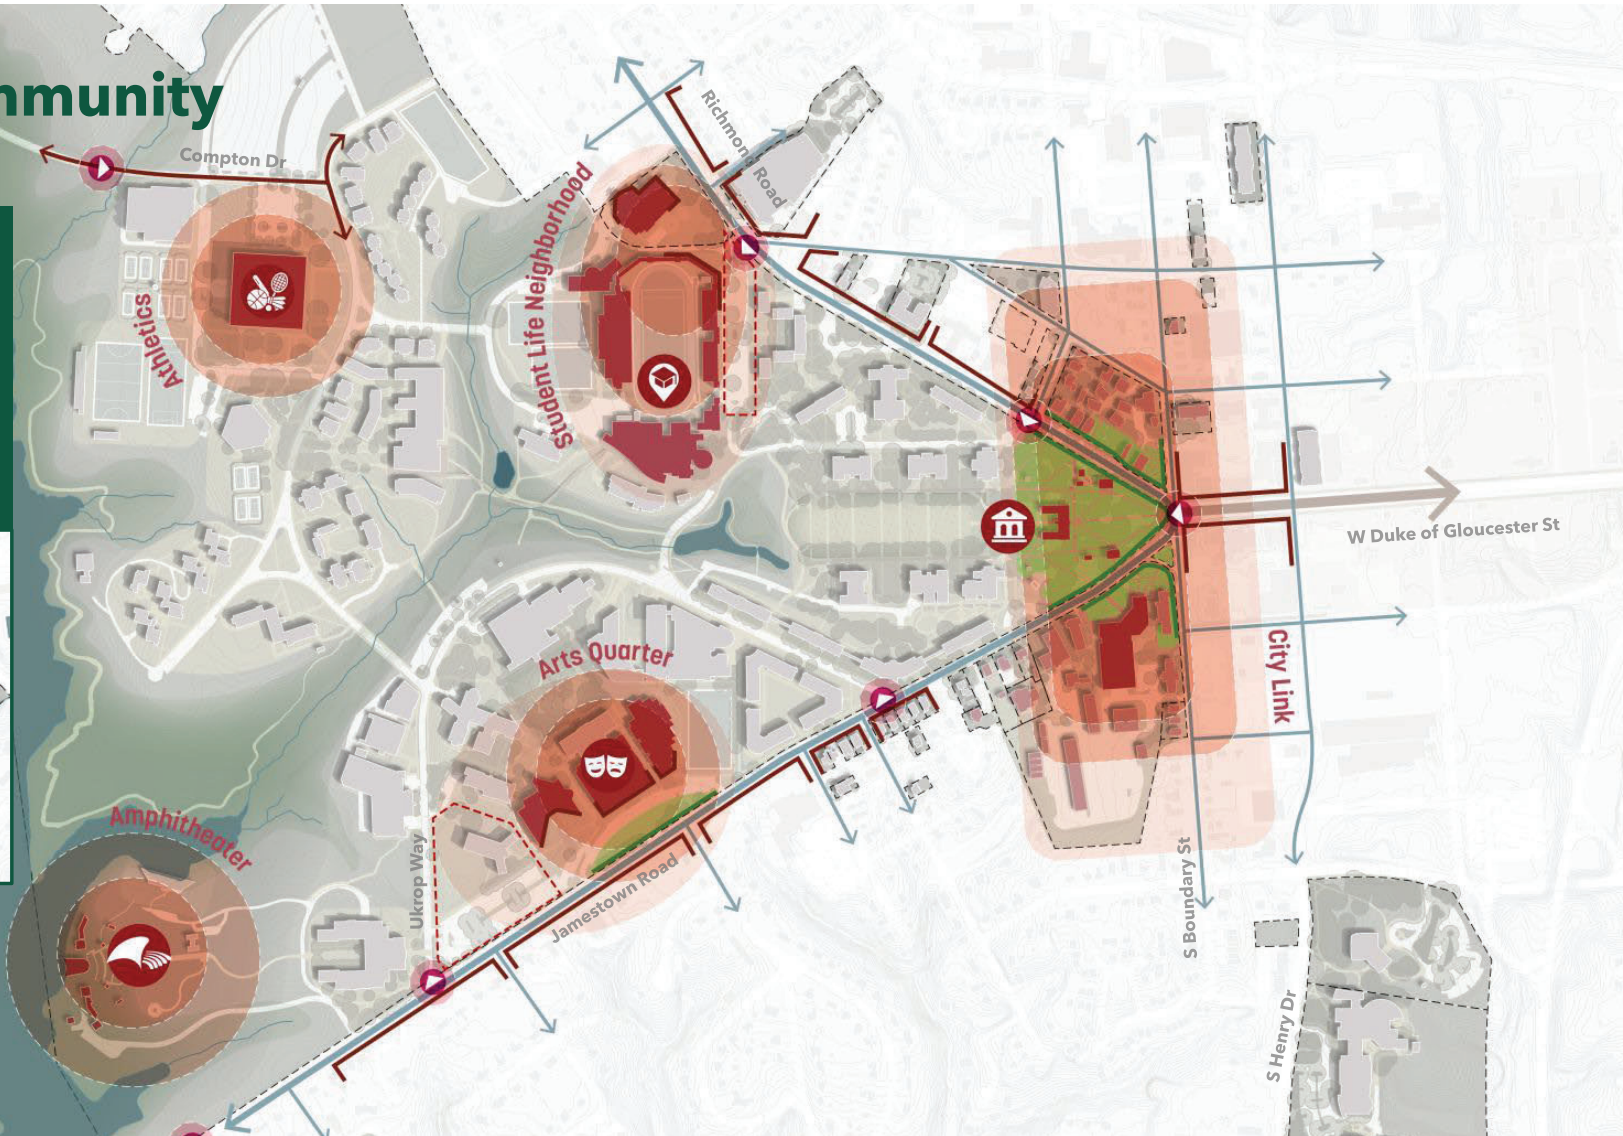 mmunity
Compton Dr
Richmond Road
Student Life Neighborhood
Athletics
W Duke of Gloucester St
City Link
Arts Quarter
Amphitheater
Ukrop Way
Jamestown Road
S Boundary St
S Henry Dr